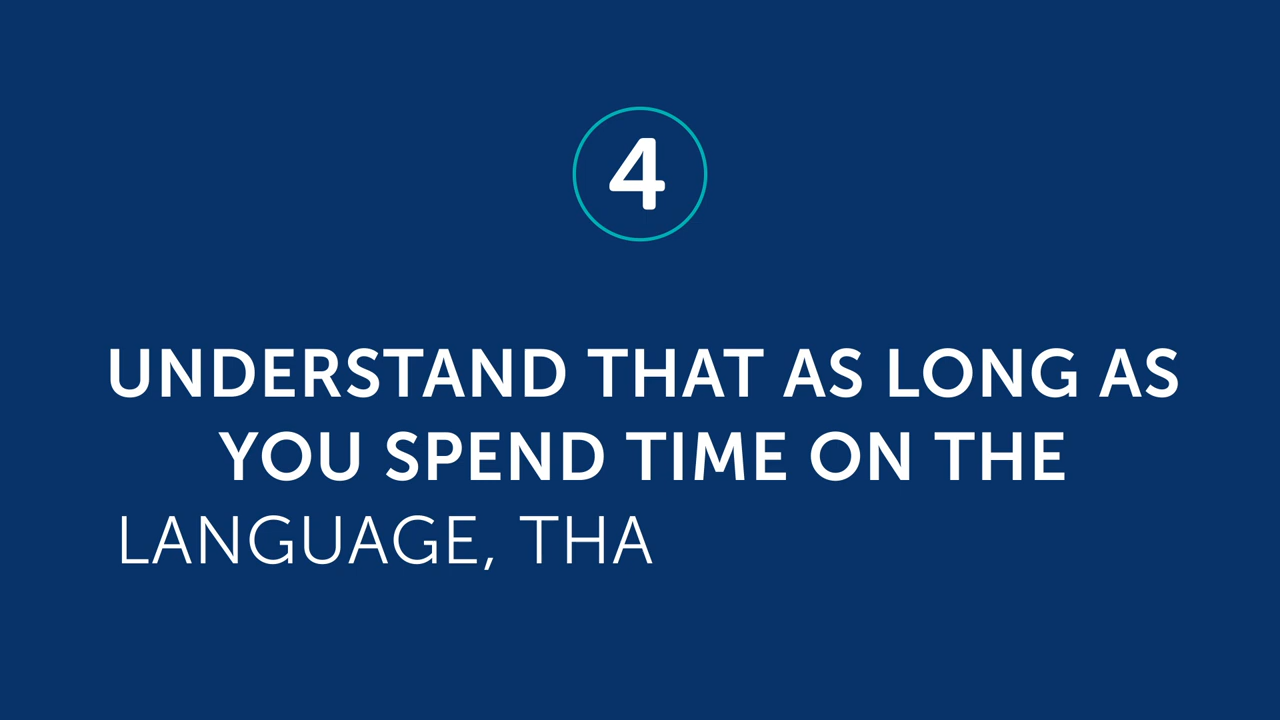 4
UNDERSTAND THAT AS LONG AS
YOU SPEND TIME ON THE
LANGUAGE, THA